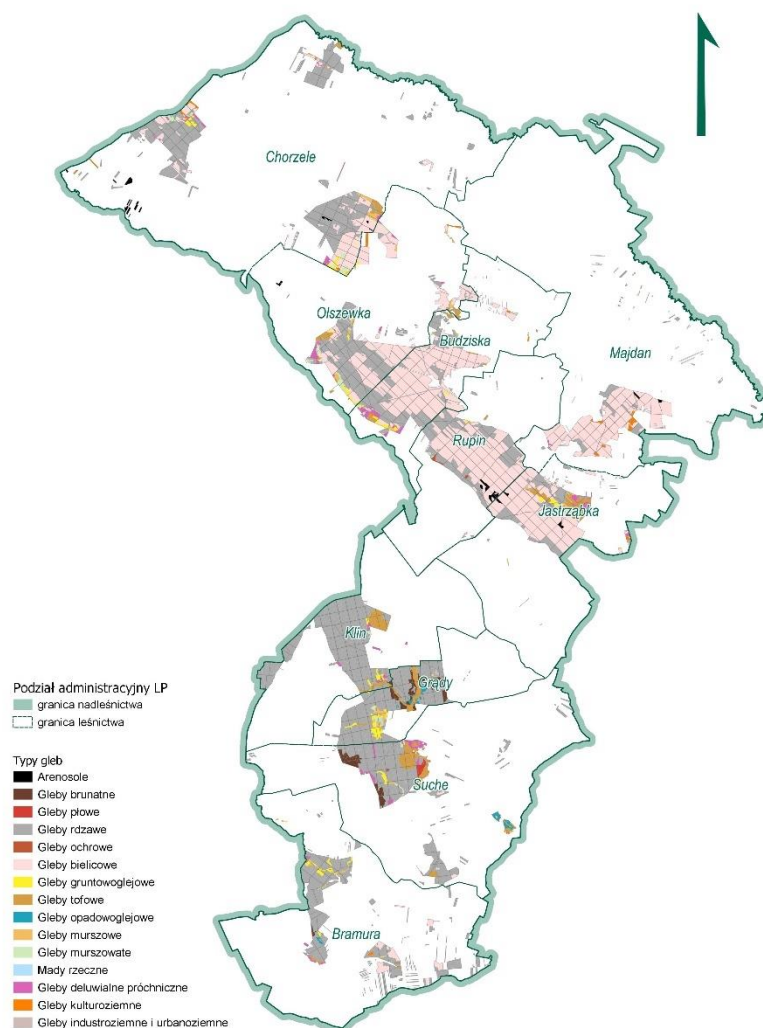 Chorzele
Olszewka
Budziska
Majdan
Rupin
Jastrząbka
Klin
Grądy
Suche
Bramura
Podział administracyjny LP
granica nadleśnictwa
granica leśnictwa
Typy gleb
Arenosole
Gleby brunatne
Gleby płowe
Gleby rdzawe
Gleby ochrowe
Gleby bielicowe
Gleby gruntowoglejowe
Gleby tofowe
Gleby opadowoglejowe
Gleby murszowe
Gleby murszowate
Mady rzeczne
Gleby deluwialne próchniczne
Gleby kulturoziemne
Gleby industroziemne i urbanoziemne